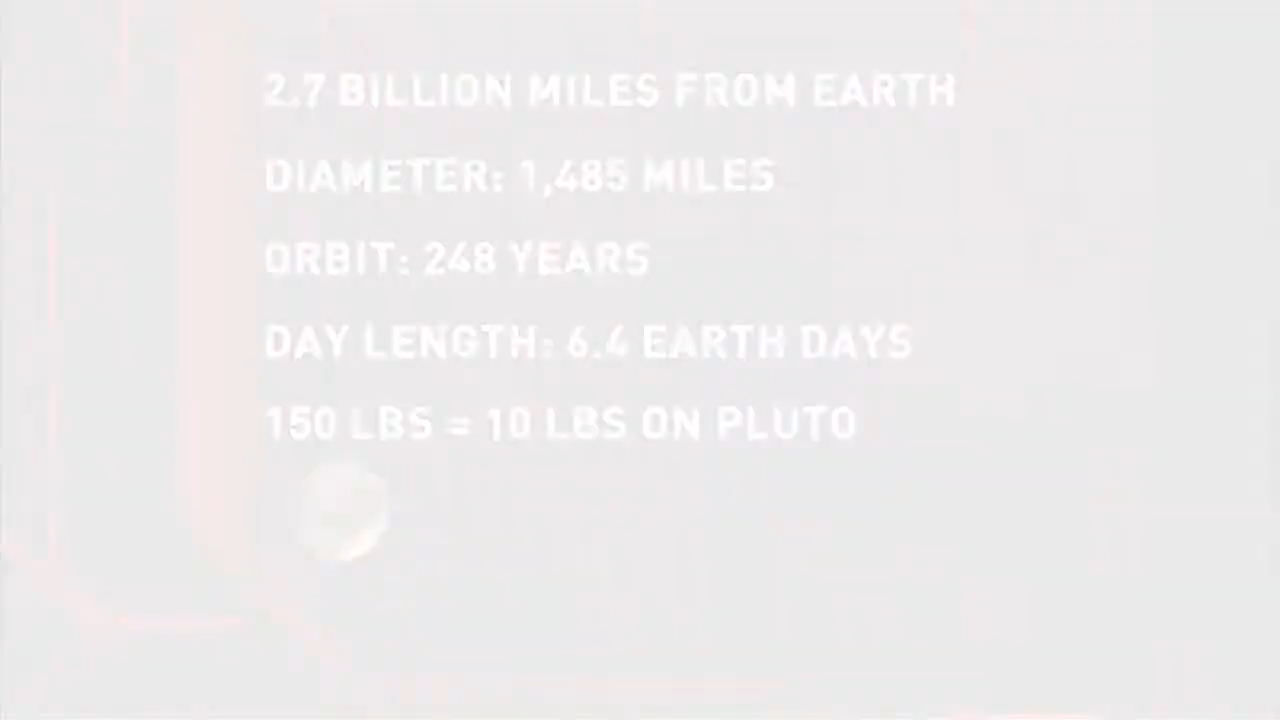 2.7 BILLION MILES FROM EARTH
DIAMETER: 1,485 MILES
ORBIT: 248 YEARS
DAY LENGTH: 6.4 EARTH DAYS
150 LBS = 10 LBS ON PLUTO